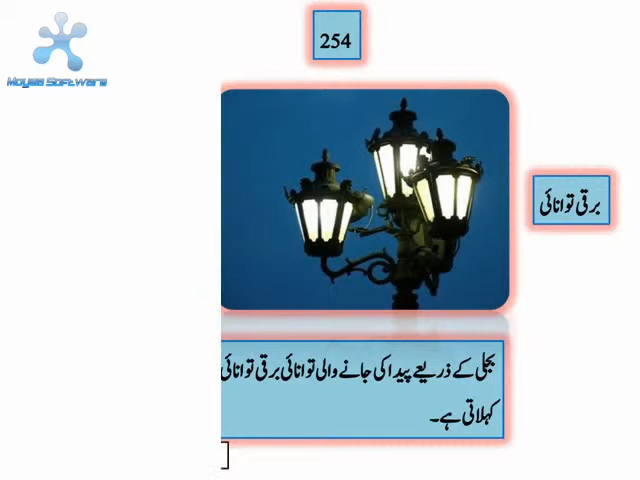 254
Moyea Software
برقی توانائی
بجلی کے ذریعے پیدا کی جانے والی توانائی برقی توانائی
کہلاتی ہے۔